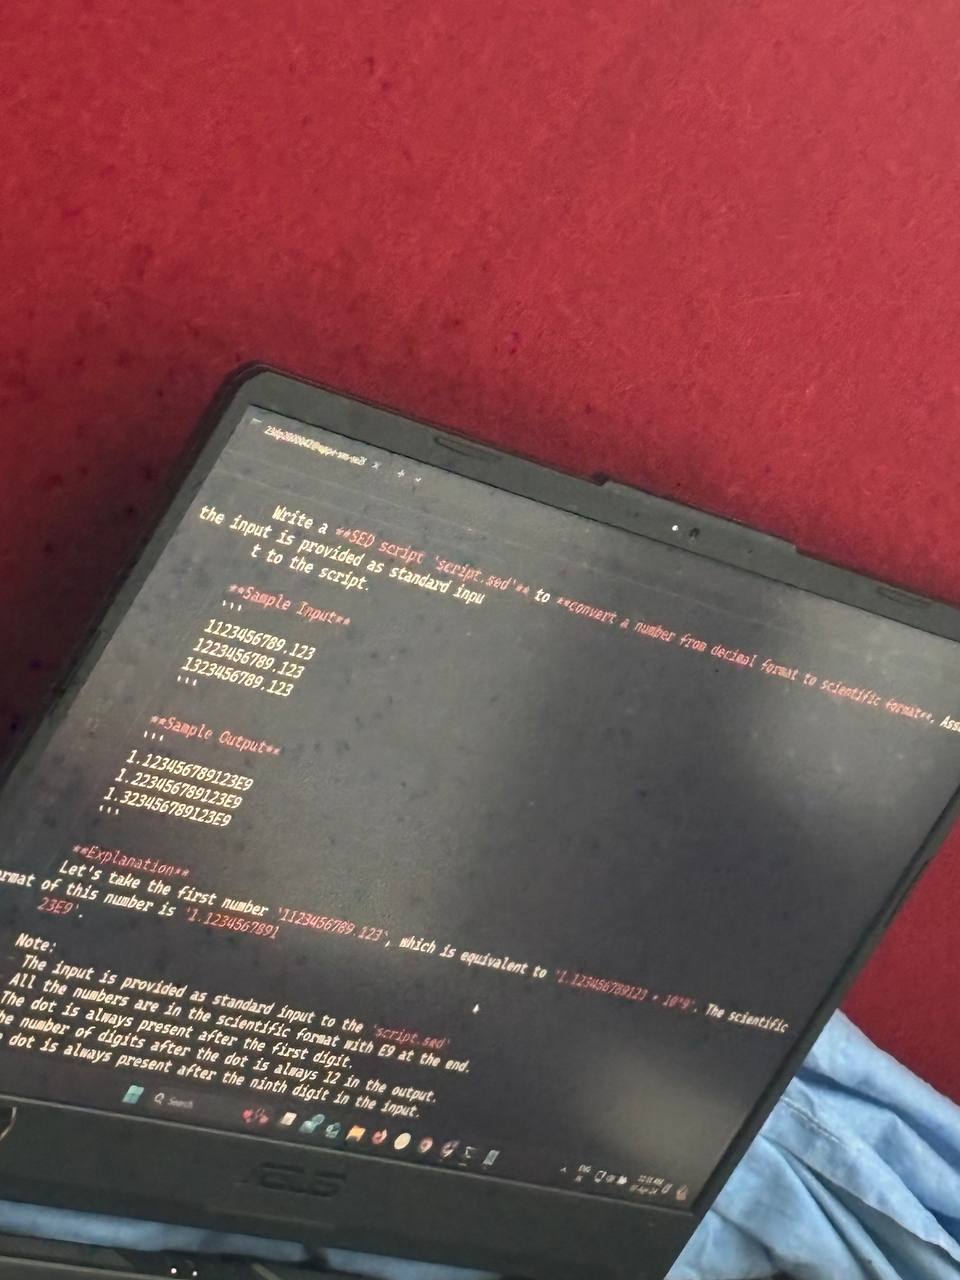 Write a **SED script 'script.sed'** to **convert a number from decimal format to scientific format**. Ass
the input is provided as standard inpu
t to the script.
**Sample Input**
```
1123456789.123
1223456789.123
1323456789.123
```
**Sample Output**
```
1.123456789123E9
1.223456789123E9
1.323456789123E9
```
**Explanation**
Let's take the first number '1123456789.123', which is equivalent to '1.123456789123 * 10^9'. The scientific
rmat of this number is '1.1234567891
23E9'.
Note:
The input is provided as standard input to the 'script.sed'
All the numbers are in the scientific format with E9 at the end.
The dot is always present after the first digit.
he number of digits after the dot is always 12 in the output.
dot is always present after the ninth digit in the input.
Search
ENG
ASUS